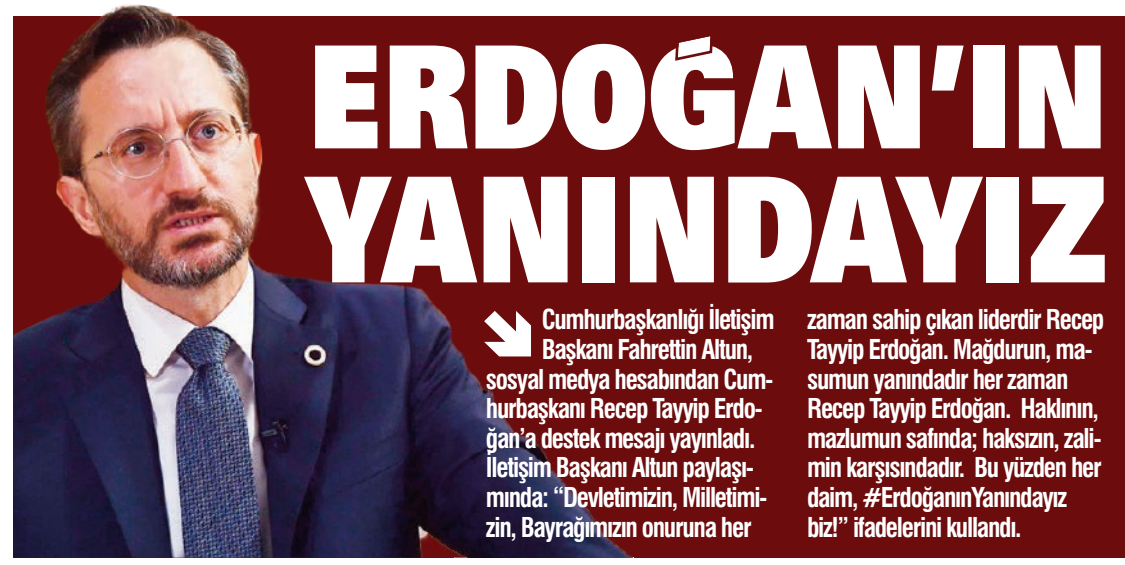 ERDOĞAN’IN
YANINDAYIZ
Cumhurbaşkanlığı İletişim
Başkanı Fahrettin Altun,
sosyal medya hesabından Cum-
hurbaşkanı Recep Tayyip Erdo-
ğan’a destek mesajı yayınladı.
İletişim Başkanı Altun paylaşı-
mında: “Devletimizin, Milletimi-
zin, Bayrağımızın onuruna her
zaman sahip çıkan liderdir Recep
Tayyip Erdoğan. Mağdurun, ma-
sumun yanındadır her zaman
Recep Tayyip Erdoğan. Haklının,
mazlumun safında; haksızın, zali-
min karşısındadır. Bu yüzden her
daim, #ErdoğanınYanındayız
biz!” ifadelerini kullandı.